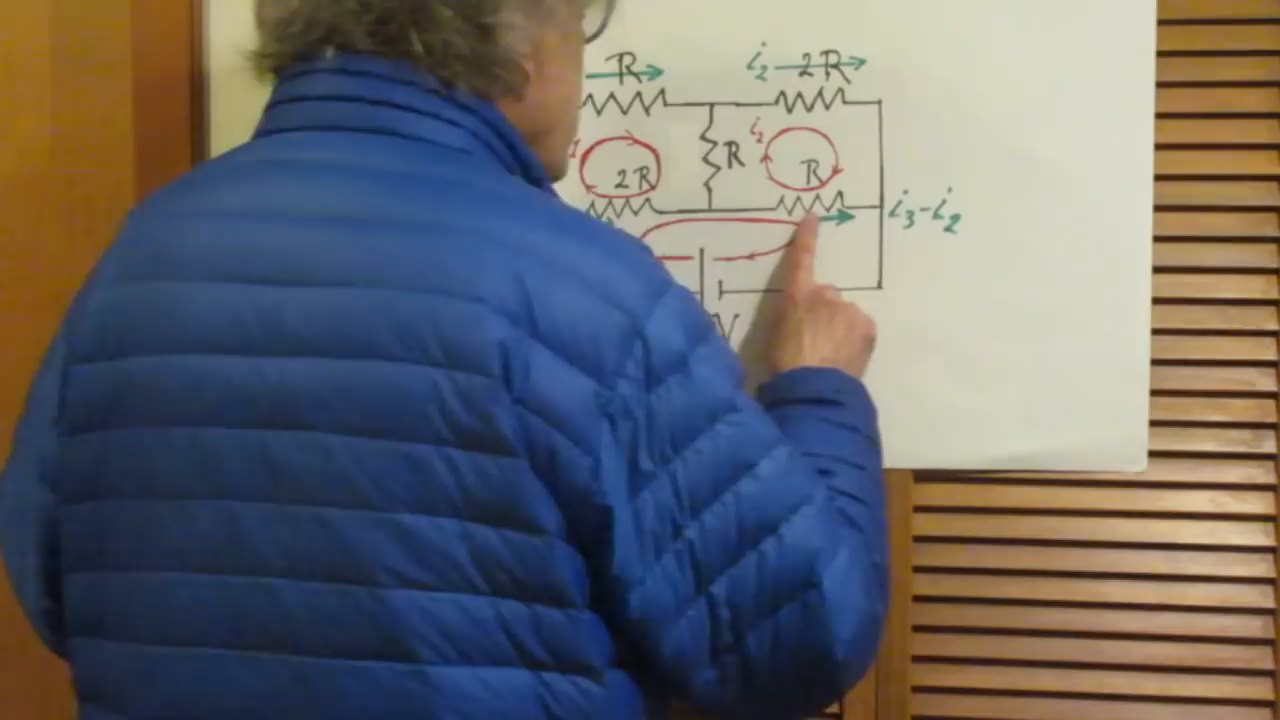 R i₂ 2R
i₂
R
2R R
i₃-i₂
V